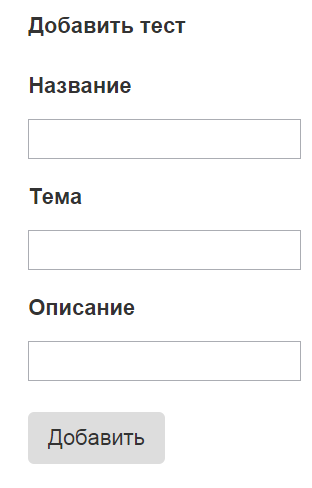 Добавить тест
Название
Тема
Описание
Добавить